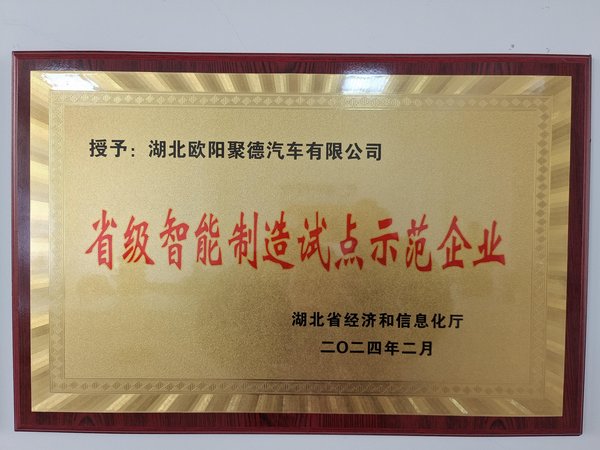 授予：湖北欧阳聚德汽车有限公司
省级智能制造试点示范企业
湖北省经济和信息化厅
二〇二四年二月